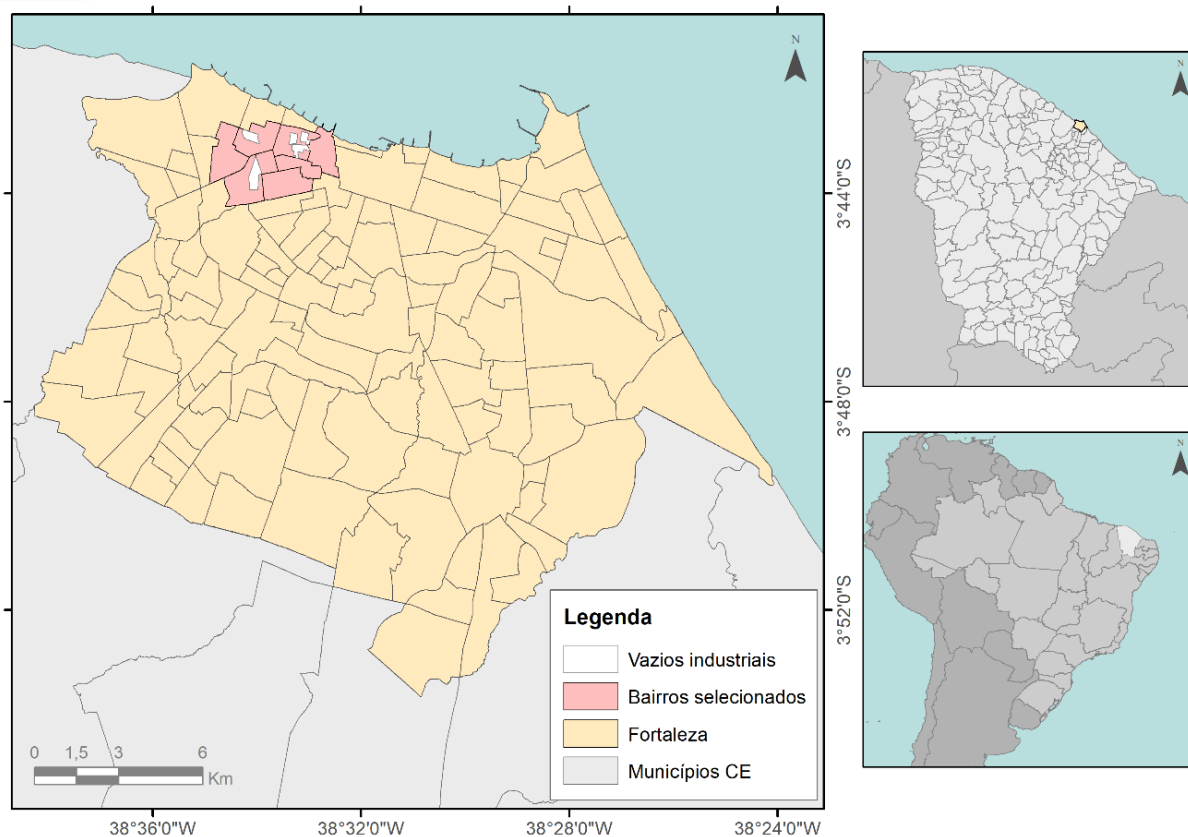 N
N
3°44'0"S
3°48'0"S
3°52'0"S
N
Legenda
Vazios industriais
Bairros selecionados
Fortaleza
Municípios CE
0 1,5 3 6
Km
38°36'0"W 38°32'0"W 38°28'0"W 38°24'0"W